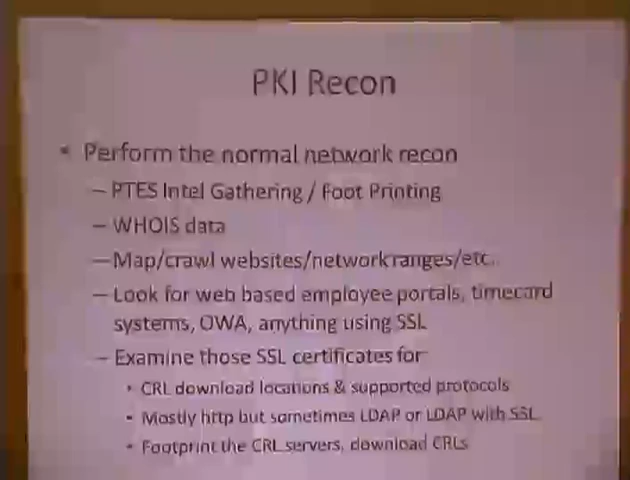 PKI Recon
• Perform the normal network recon
– PTES Intel Gathering / Foot Printing
– WHOIS data
– Map/crawl websites/network ranges/etc.
– Look for web based employee portals, timecard
systems, OWA, anything using SSL
– Examine those SSL certificates for
• CRL download locations & supported protocols
• Mostly http but sometimes LDAP or LDAP with SSL
• Footprint the CRL servers, download CRLs